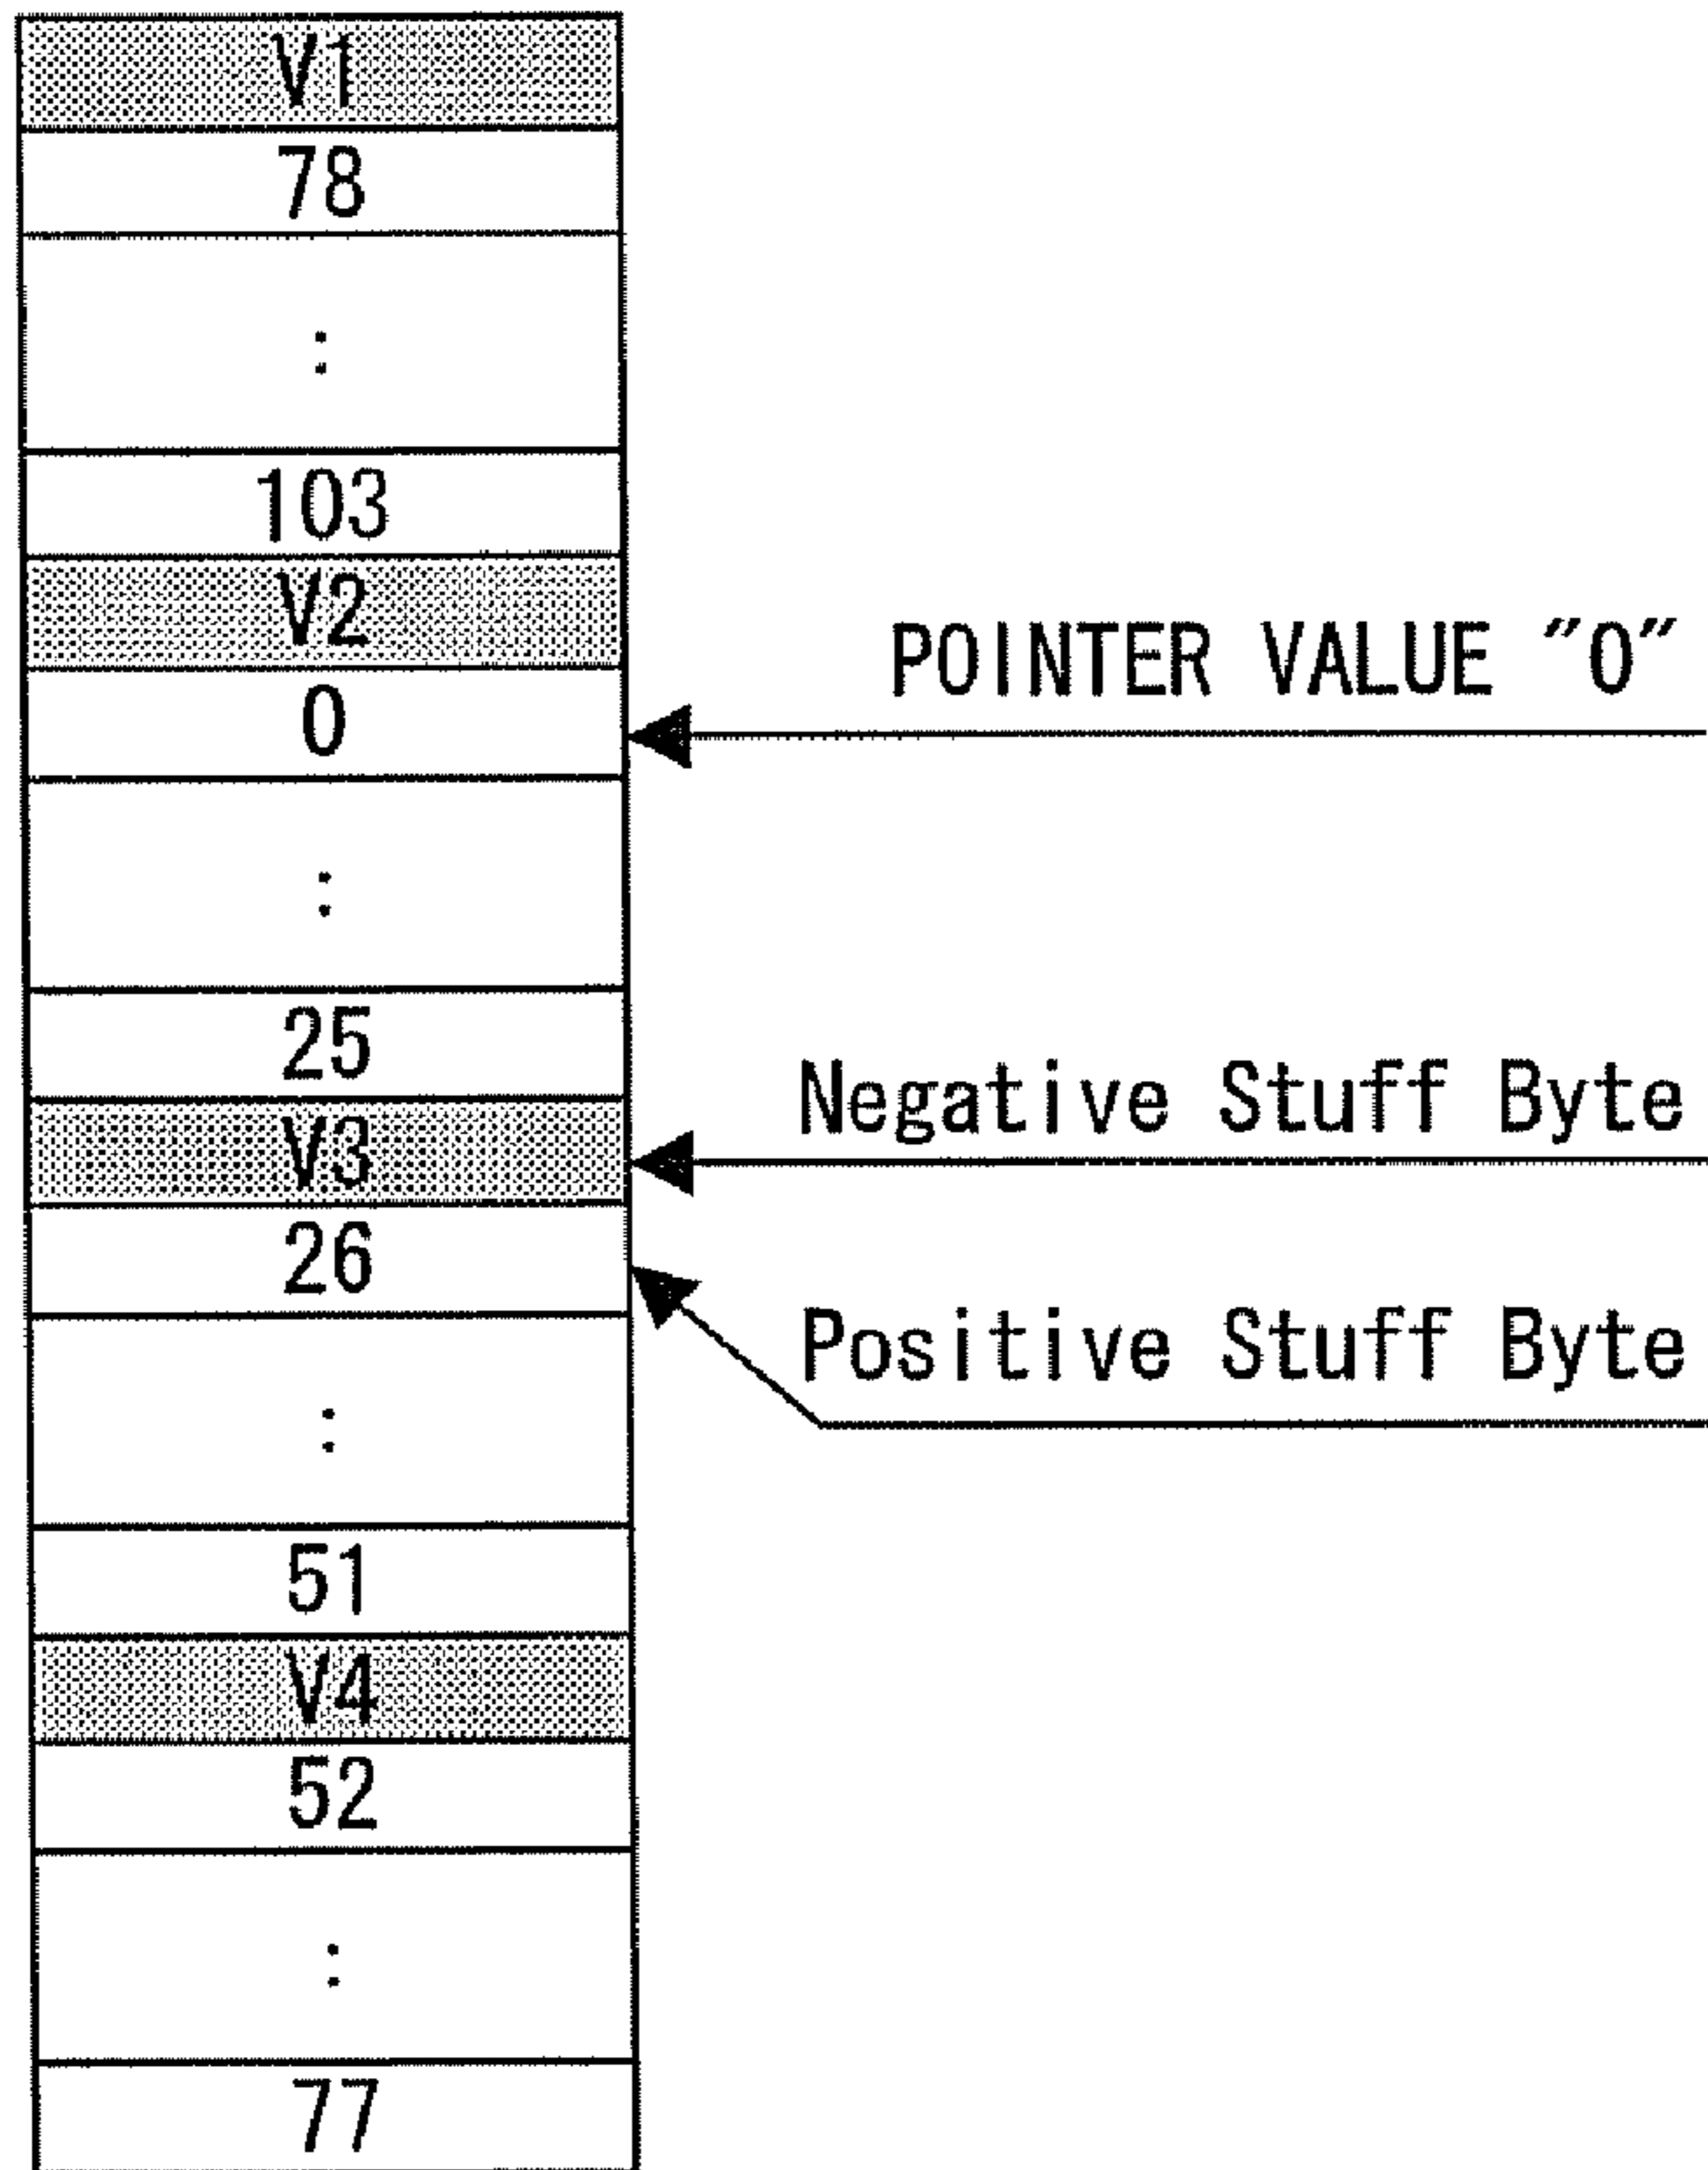 V1
78
:
103
V2
POINTER VALUE "0"
0
:
25
Negative Stuff Byte
V3
26
Positive Stuff Byte
:
51
V4
52
:
77